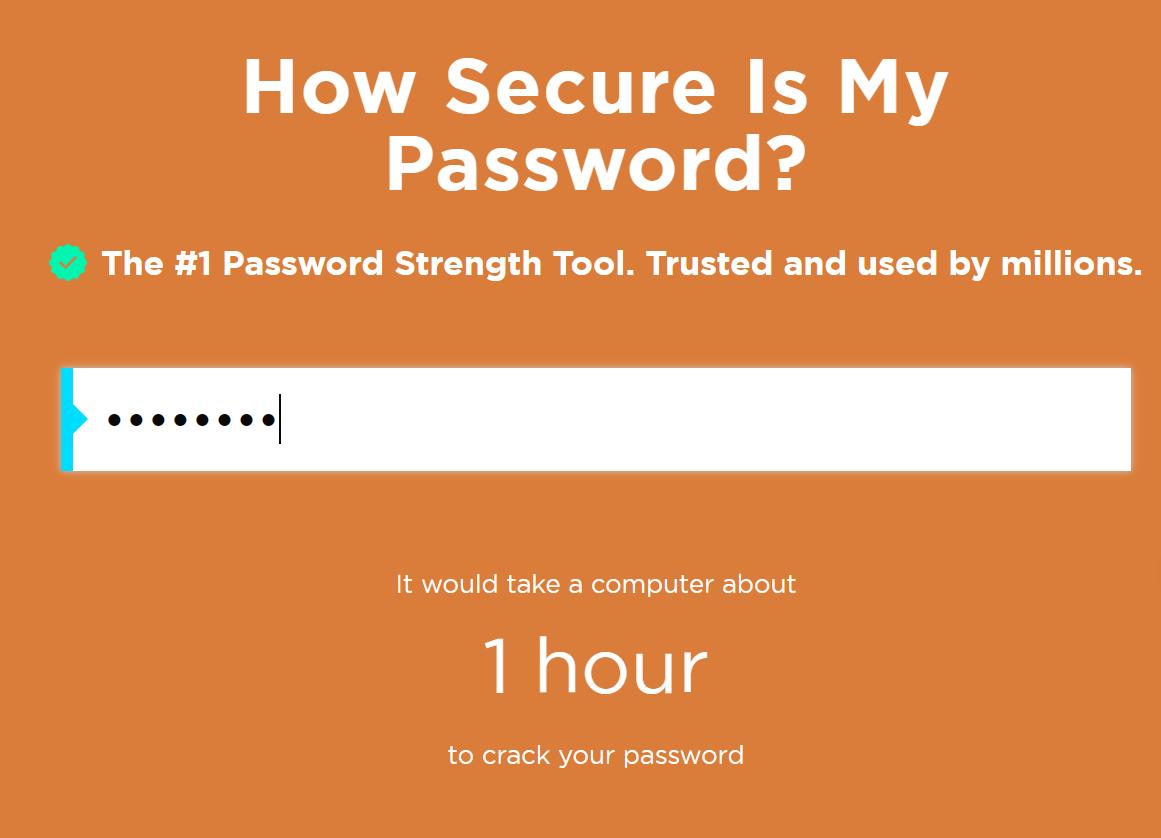 How Secure Is My
Password?
The #1 Password Strength Tool. Trusted and used by millions.
••••••••
It would take a computer about
1 hour
to crack your password